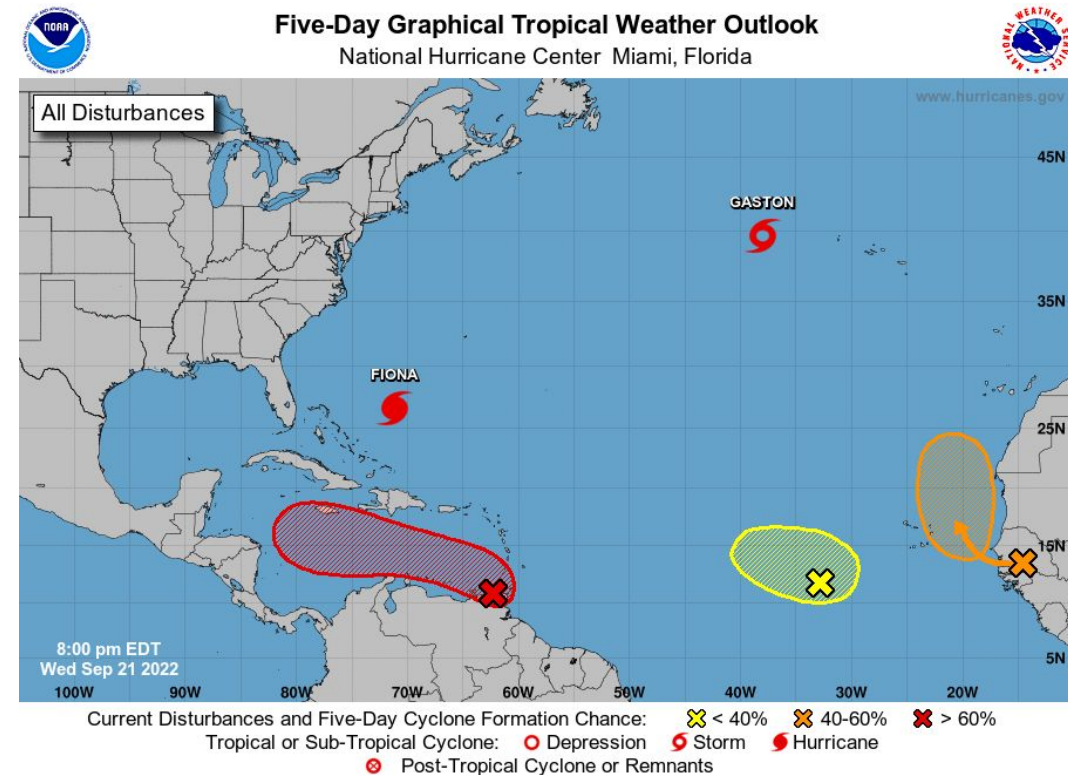 Five-Day Graphical Tropical Weather Outlook
National Hurricane Center Miami, Florida
NOAA
All Disturbances
www.hurricanes.gov
45N
GASTON
35N
FIONA
25N
15N
8:00 pm EDT
Wed Sep 21 2022
5N
100W 90W 80W 70W 60W 50W 40W 30W 20W
Current Disturbances and Five-Day Cyclone Formation Chance: < 40% 40-60% > 60%
Tropical or Sub-Tropical Cyclone: Depression Storm Hurricane
Post-Tropical Cyclone or Remnants